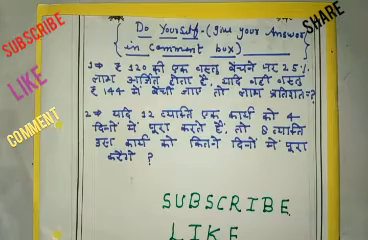 Do Yourself-(give your Answer
in comment box)
1⇒ ₹ 120 की एक वस्तु बेचने पर 25%
लाभ अर्जित होता है, यदि वही वस्तु
₹ 144 में बेची जाए तो लाभ प्रतिशत=?
2⇒ यदि 12 व्यक्ति एक कार्य को 4
दिनों में पूरा करते हैं, तो 8 व्यक्ति
उस कार्य को कितने दिनों में पूरा
करेंगे ?
SUBSCRIBE
LIKE
SUBSCRIBE
LIKE
COMMENT
SHARE